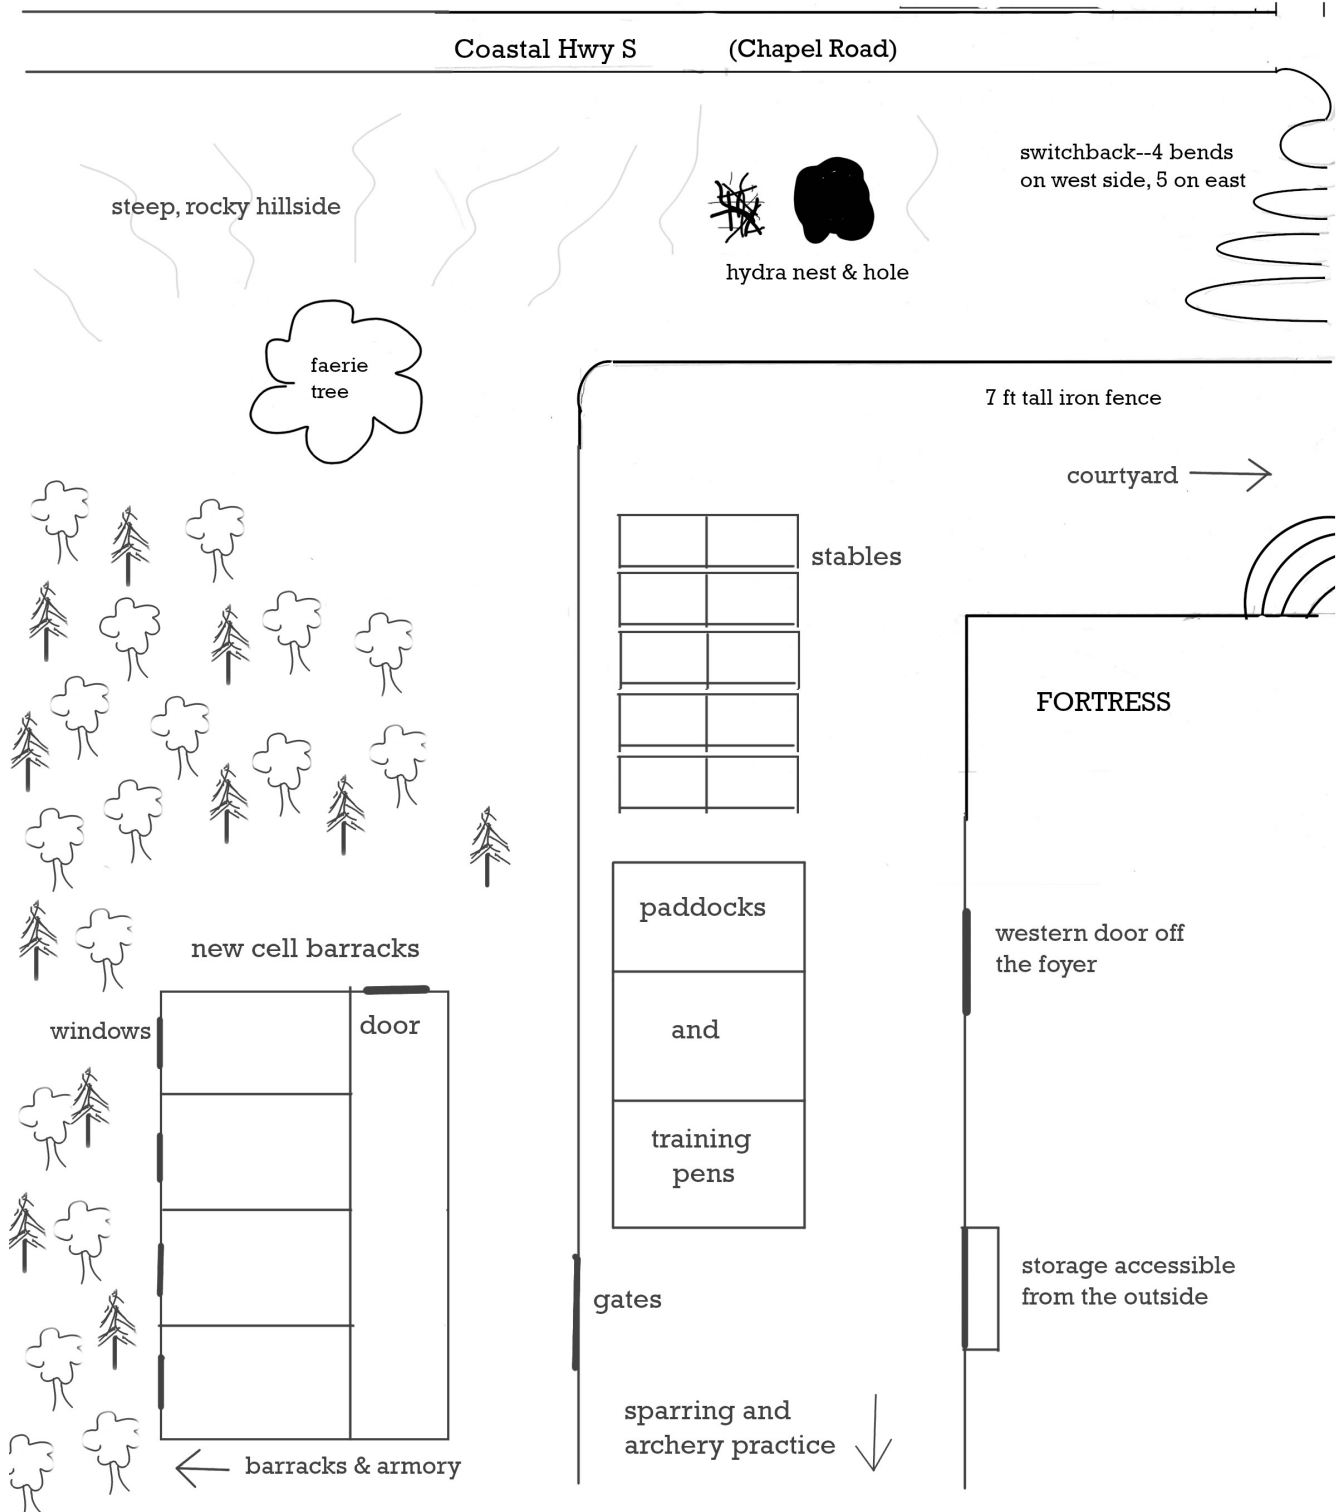 Coastal Hwy S (Chapel Road)
switchback--4 bends
on west side, 5 on east
steep, rocky hillside
hydra nest & hole
faerie
tree
7 ft tall iron fence
courtyard
stables
FORTRESS
paddocks
western door off
the foyer
new cell barracks
windows
door
and
training
pens
storage accessible
from the outside
gates
sparring and
archery practice
barracks & armory